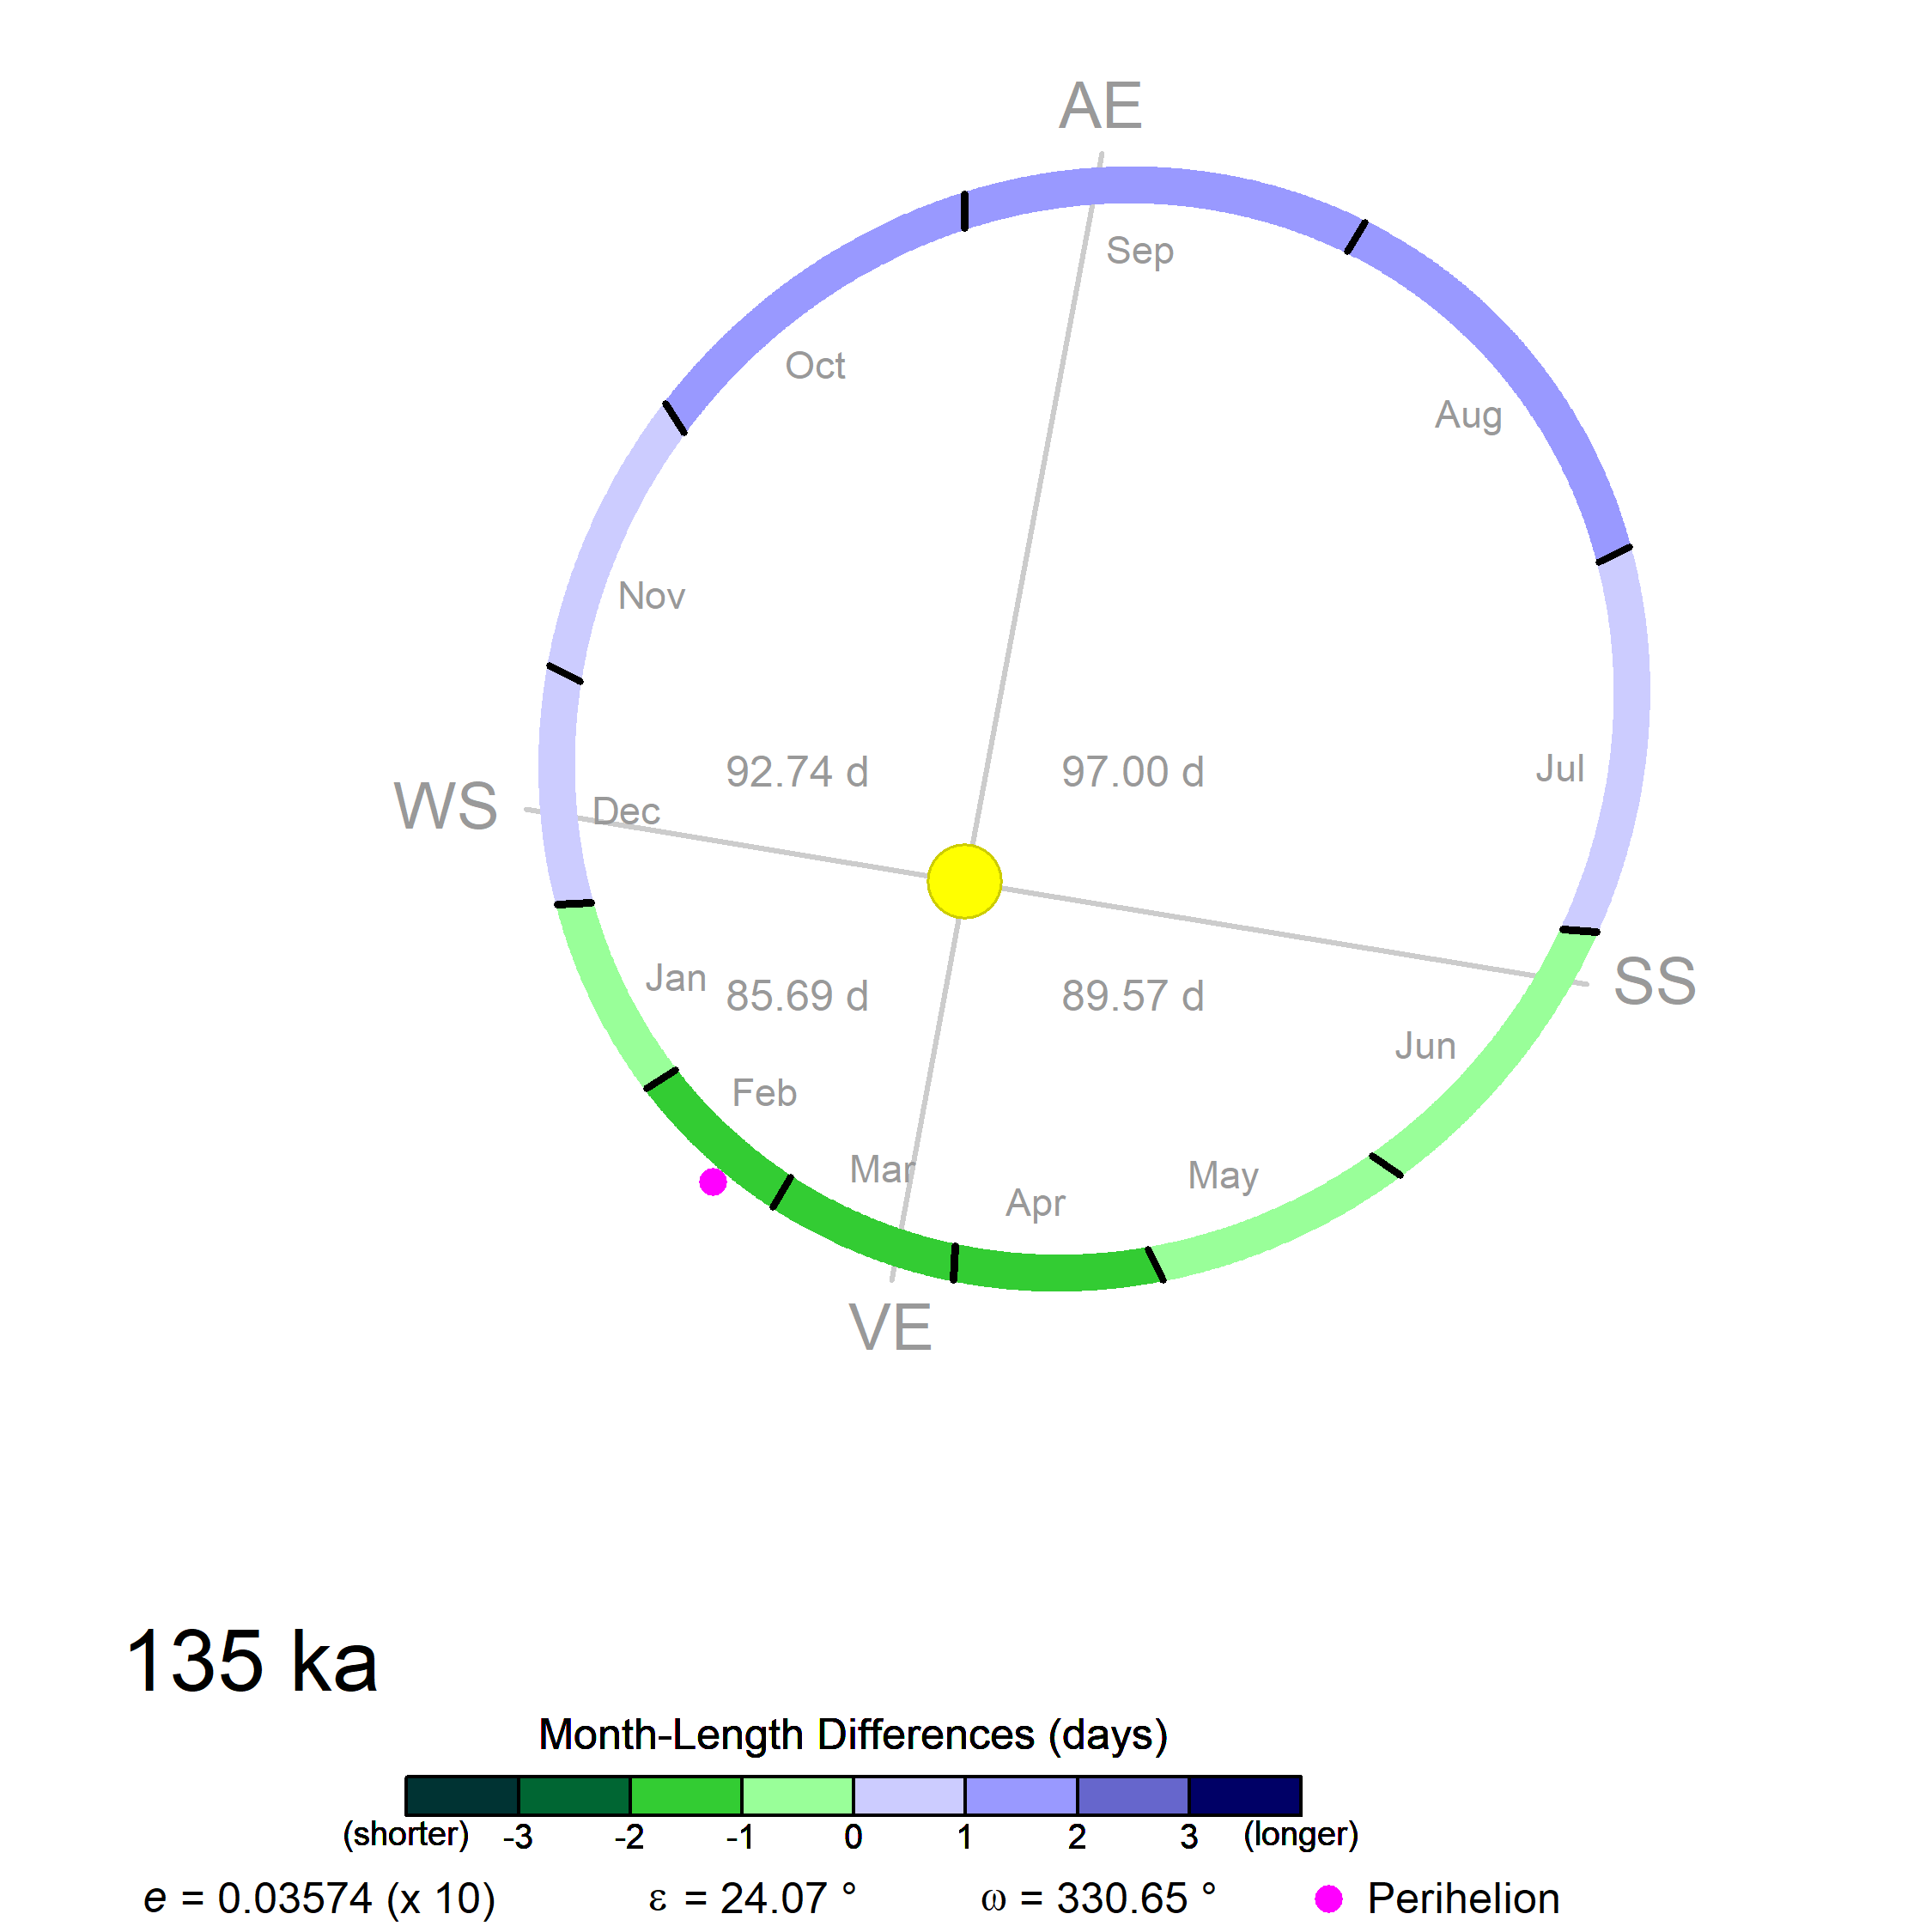 AE
Sep
Oct
Aug
Nov
92.74 d
97.00 d
Jul
WS
Dec
SS
Jan
85.69 d
89.57 d
Jun
Feb
Mar
May
Apr
VE
135 ka
Month-Length Differences (days)
(shorter) -3 -2 -1 0 1 2 3 (longer)
e = 0.03574 (x 10) ε = 24.07 ° ω = 330.65 ° Perihelion